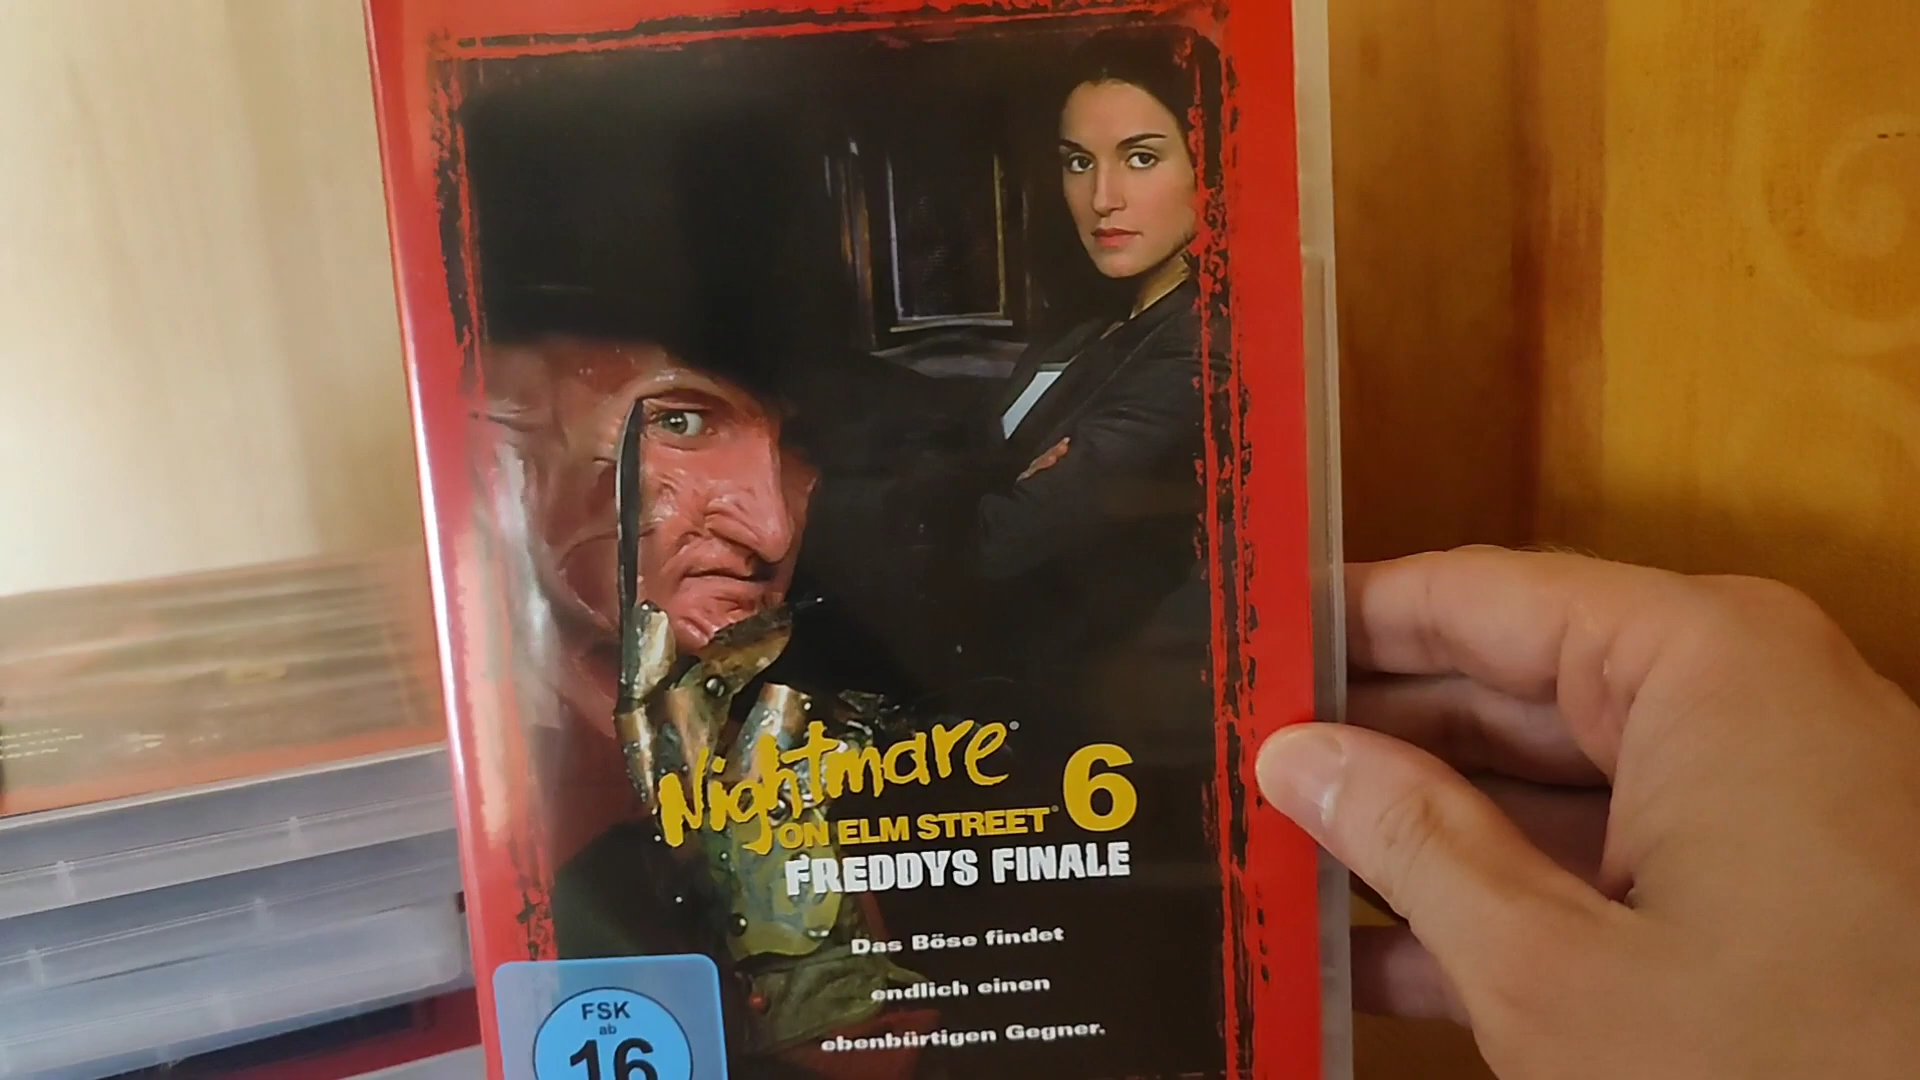 Nightmare
ON ELM STREET 6
FREDDYS FINALE
Das Böse findet
endlich einen
ebenbürtigen Gegner.
FSK
ab
16